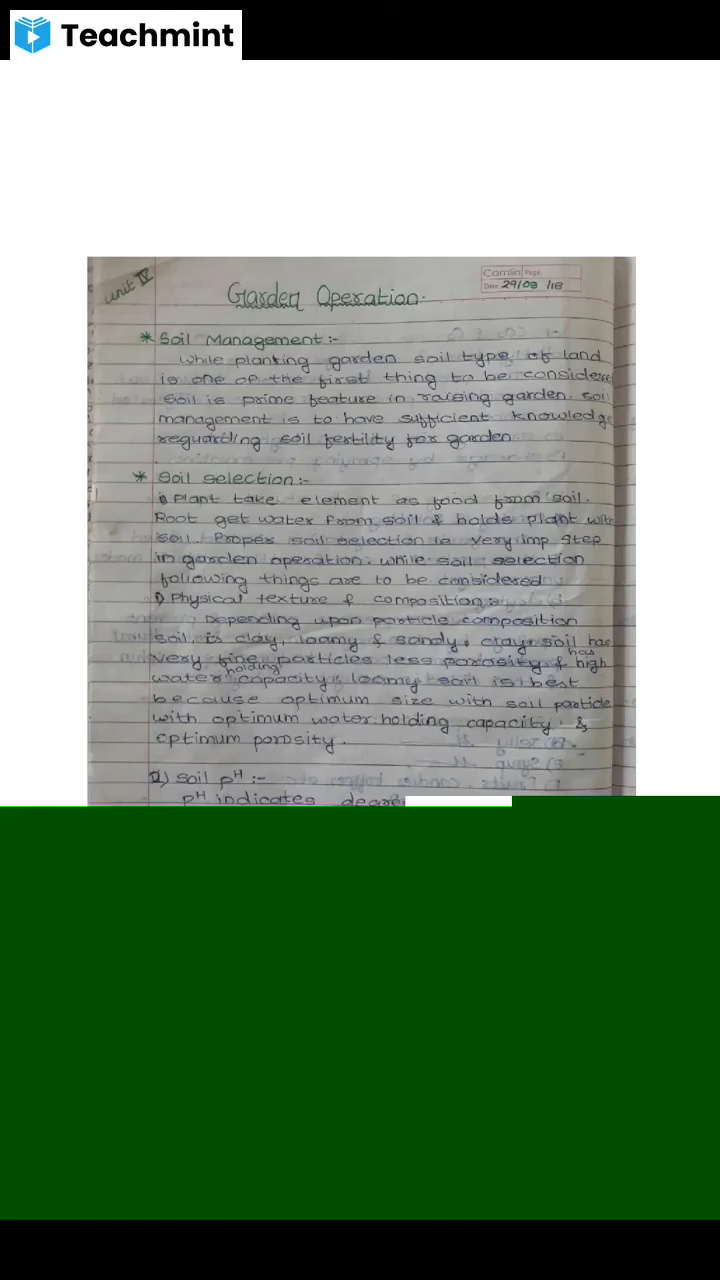 Teachmint
Unit IV
Camlin Page
Date 29/08 /18
Garden Operation.
* Soil Management :-
While planting garden soil type of land
is one of the first thing to be considere
soil is prime feature in raising garden. soil
management is to have sufficient knowledge
reguarding soil fertility for garden
* Soil selection :-
Plant take element as food from soil.
Root get water from soil & holds plant with
soil. Proper soil selection is very imp step
in garden operation. While soil selection
following things are to be considered
1) Physical texture & composition :-
Depending upon particle composition
soil is clay, loamy & sandy. clay soil has
very fine particles less porosity & has high
water holding capacity. loamy soil is best
because optimum size with soil particle
with optimum water holding capacity &
optimum porosity.
2) Soil pH :-
pH indicates degre